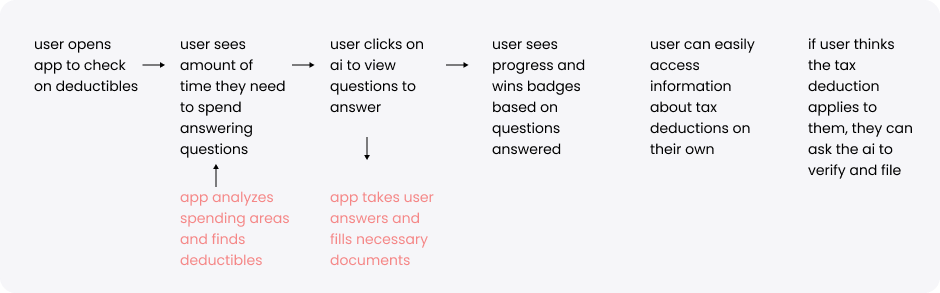 user opens
app to check
on deductibles
user sees
amount of
time they need
to spend
answering
questions
user clicks on
ai to view
questions to
answer
user sees
progress and
wins badges
based on
questions
answered
user can easily
access
information
about tax
deductions on
their own
if user thinks
the tax
deduction
applies to
them, they can
ask the ai to
verify and file
app analyzes
spending areas
and finds
deductibles
app takes user
answers and
fills necessary
documents